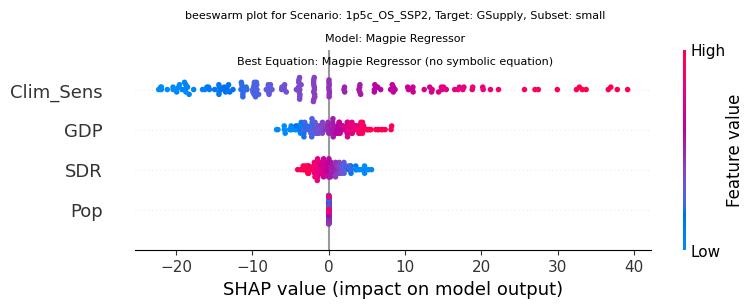 beeswarm plot for Scenario: 1p5c_OS_SSP2, Target: GSupply, Subset: small
Model: Magpie Regressor
Best Equation: Magpie Regressor (no symbolic equation)
High
Clim_Sens
GDP
SDR
Pop
Feature value
Low
−20 −10 0 10 20 30 40
SHAP value (impact on model output)